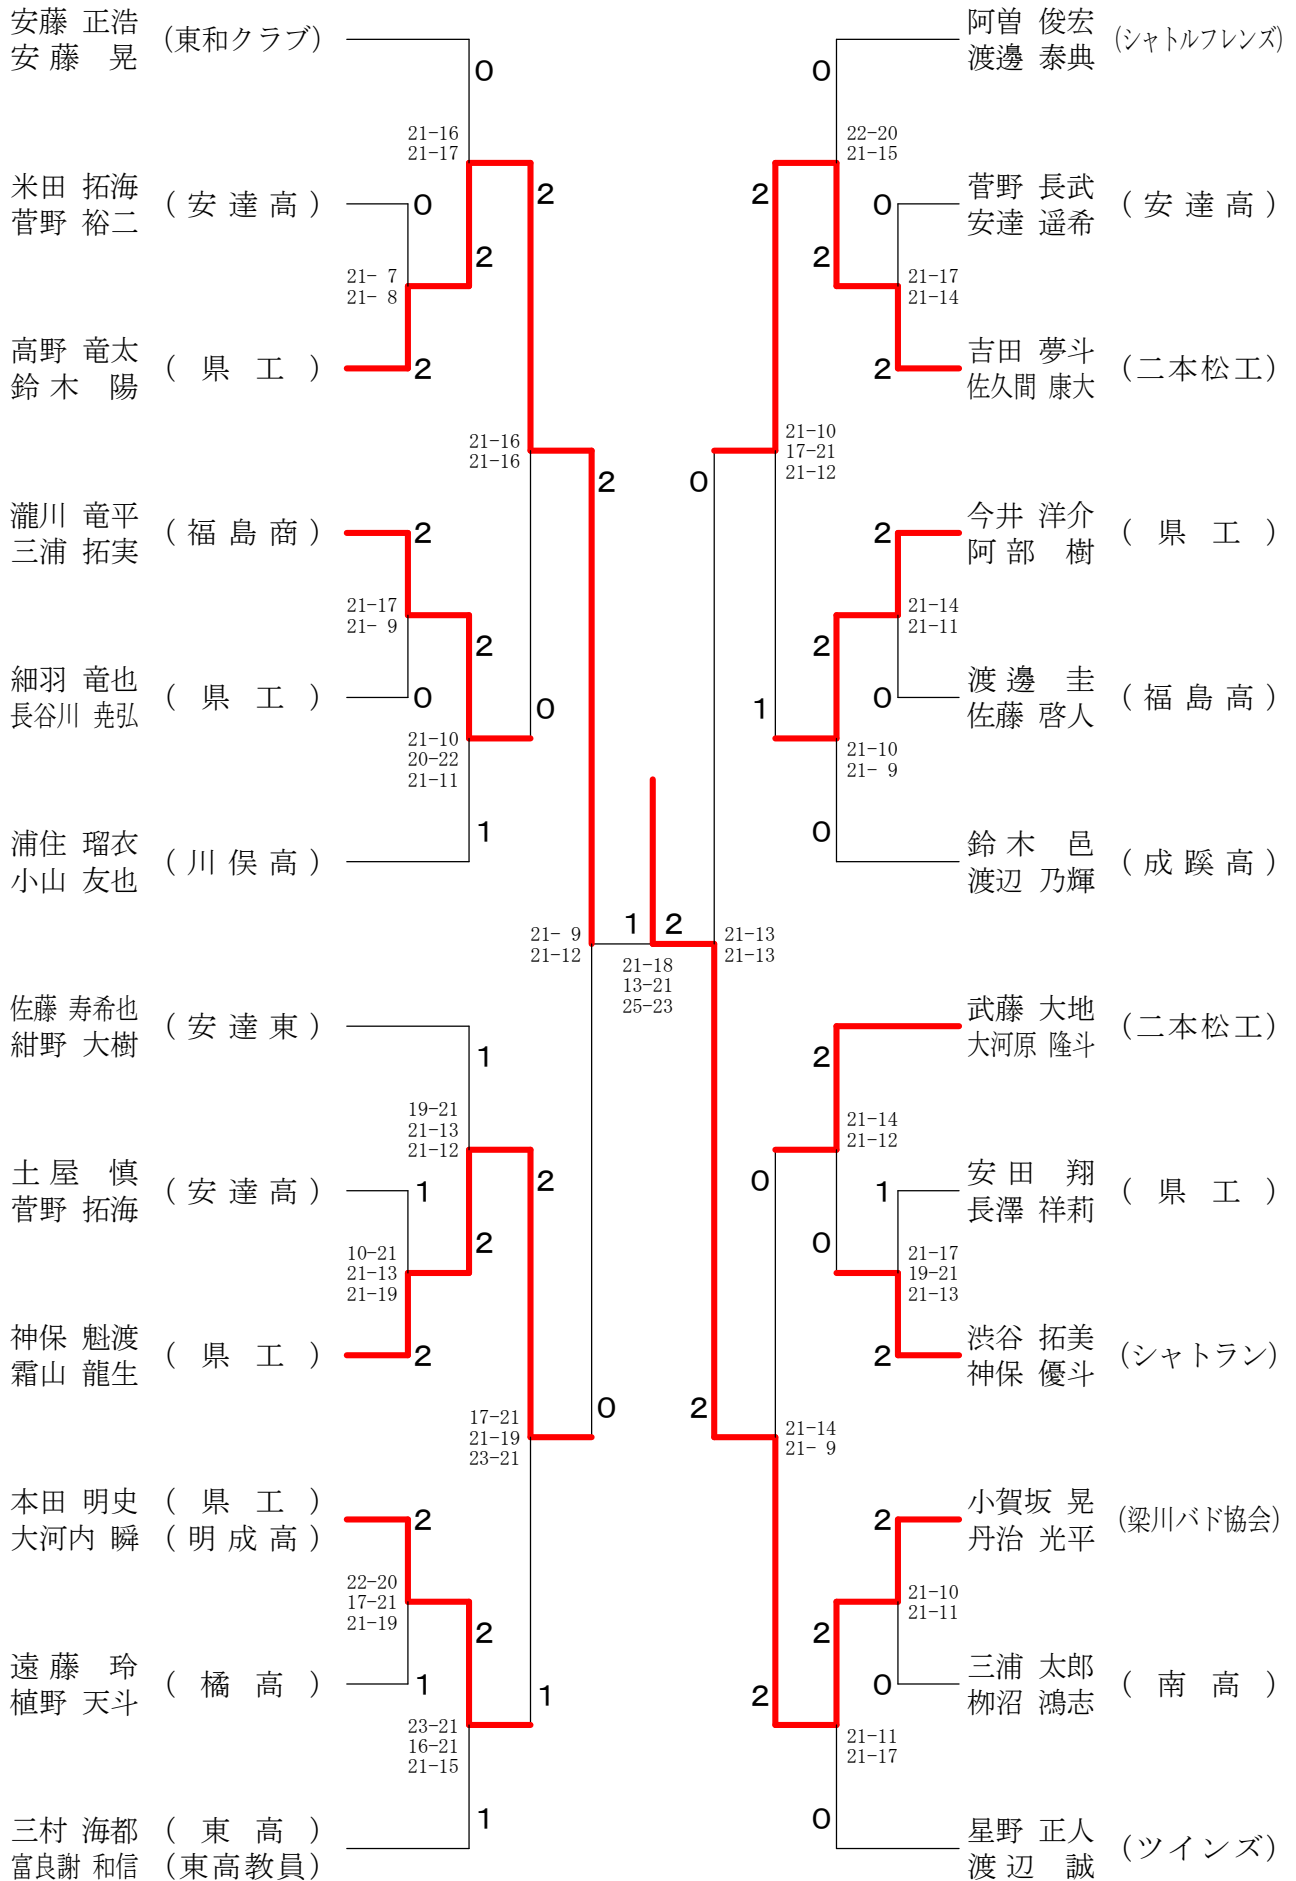 安藤 正浩
安藤 晃
(東和クラブ)
0
21-16
21-17
米田 拓海
菅野 裕二
(安達高)
0
2
2
21- 7
21- 8
高野 竜太
鈴木 陽
(県工)
2
21-16
21-16
2
瀧川 竜平
三浦 拓実
(福島商)
2
21-17
21- 9
2
細羽 竜也
長谷川 尭弘
(県工)
0
0
21-10
20-22
21-11
浦住 瑠衣
小山 友也
(川俣高)
1
21- 9
21-12
1
2
21-18
13-21
25-23
佐藤 寿希也
紺野 大樹
(安達東)
1
19-21
21-13
21-12
土屋 慎
菅野 拓海
(安達高)
1
2
2
10-21
21-13
21-19
神保 魁渡
霜山 龍生
(県工)
2
0
17-21
21-19
23-21
本田 明史
大河内 瞬
(県工)
(明成高)
2
22-20
17-21
21-19
2
遠藤 玲
植野 天斗
(橘高)
1
1
23-21
16-21
21-15
三村 海都
富良謝 和信
(東高)
(東高教員)
1
阿曽 俊宏
渡邊 泰典
(シャトルフレンズ)
0
22-20
21-15
2
菅野 長武
安達 遥希
(安達高)
0
2
21-17
21-14
吉田 夢斗
佐久間 康大
(二本松工)
2
21-10
17-21
21-12
0
今井 洋介
阿部 樹
(県工)
2
21-14
21-11
2
渡邊 圭
佐藤 啓人
(福島高)
0
1
21-10
21- 9
鈴木 邑
渡辺 乃輝
(成蹊高)
0
21-13
21-13
武藤 大地
大河原 隆斗
(二本松工)
2
21-14
21-12
0
安田 翔
長澤 祥莉
(県工)
1
0
21-17
19-21
21-13
渋谷 拓美
神保 優斗
(シャトラン)
2
2
21-14
21- 9
小賀坂 晃
丹治 光平
(梁川バド協会)
2
21-10
21-11
2
三浦 太郎
栁沼 鴻志
(南高)
0
2
21-11
21-17
星野 正人
渡辺 誠
(ツインズ)
0